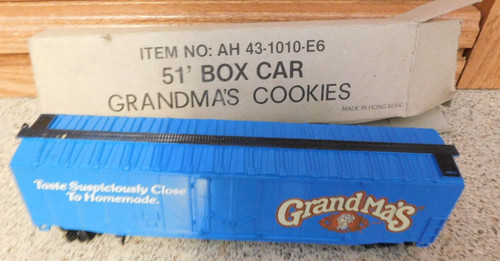 ITEM NO: AH 43-1010-E6
51' BOX CAR
GRANDMA'S COOKIES
MADE IN HONG KONG
Taste Suspiciously Close
To Homemade.
GrandMa's